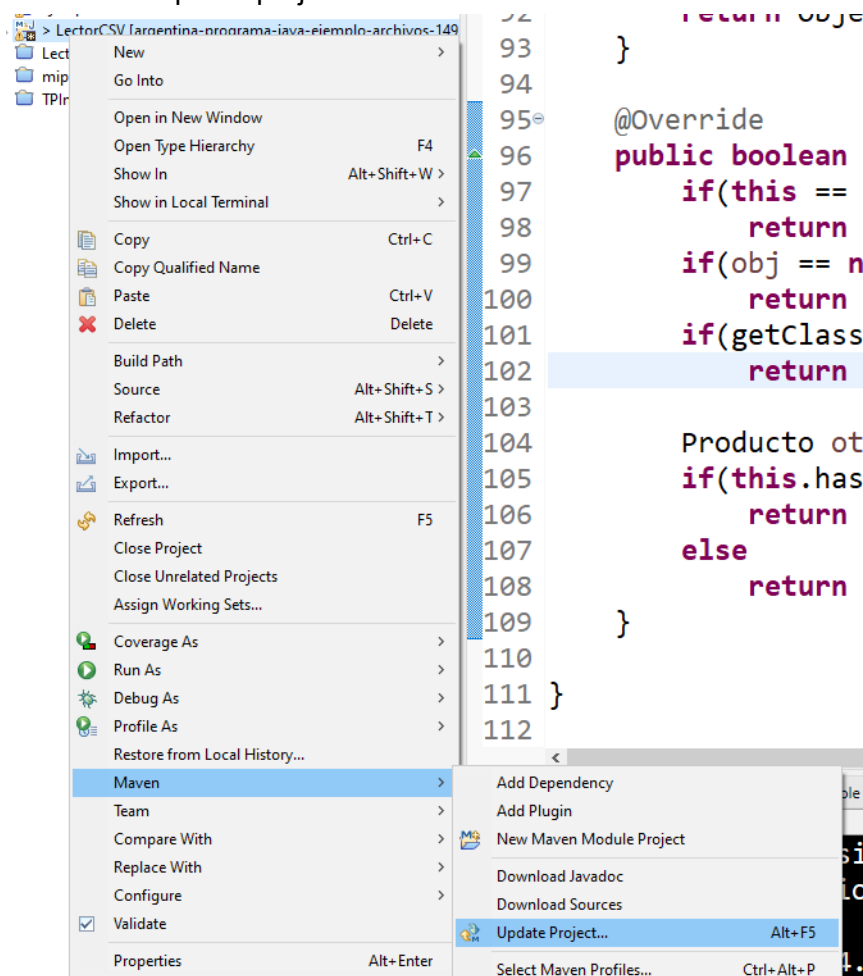 > LectorCSV [argentina-programa-java-ejemplo-archivos-149
Lect
mip
TPIn
New >
Go Into
Open in New Window
Open Type Hierarchy F4
Show In Alt+Shift+W >
Show in Local Terminal >
Copy Ctrl+C
Copy Qualified Name
Paste Ctrl+V
Delete Delete
Build Path >
Source Alt+Shift+S >
Refactor Alt+Shift+T >
Import...
Export...
Refresh F5
Close Project
Close Unrelated Projects
Assign Working Sets...
Coverage As >
Run As >
Debug As >
Profile As >
Restore from Local History...
Maven >
Team >
Compare With >
Replace With >
Configure >
Validate
Properties Alt+Enter
Add Dependency
Add Plugin
New Maven Module Project
Download Javadoc
Download Sources
Update Project... Alt+F5
Select Maven Profiles... Ctrl+Alt+P
92 return Obje
93 }
94
95 @Override
96 public boolean
97 if(this ==
98 return
99 if(obj == n
100 return
101 if(getClass
102 return
103
104 Producto ot
105 if(this.has
106 return
107 else
108 return
109 }
110
111 }
112